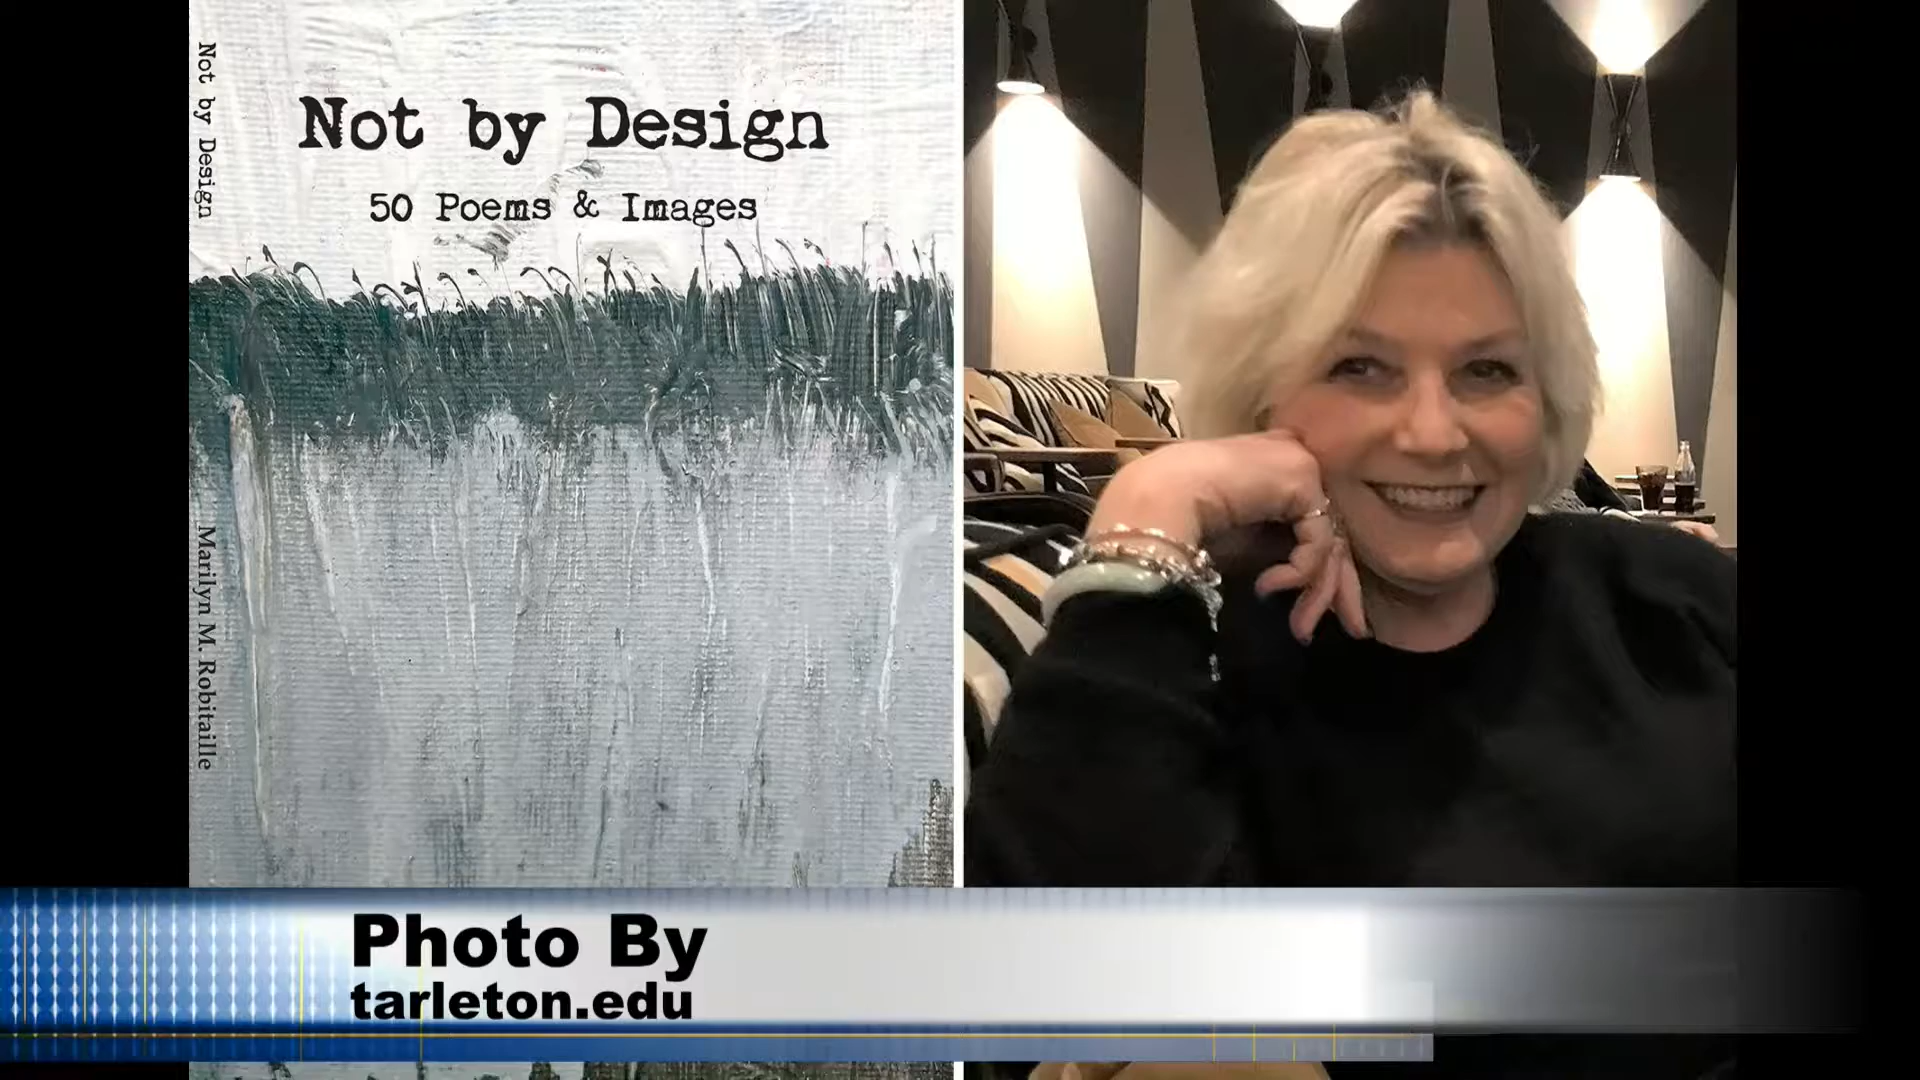 Not by Design
Marilyn M. Robitaille
Not by Design
50 Poems & Images
Photo By
tarleton.edu